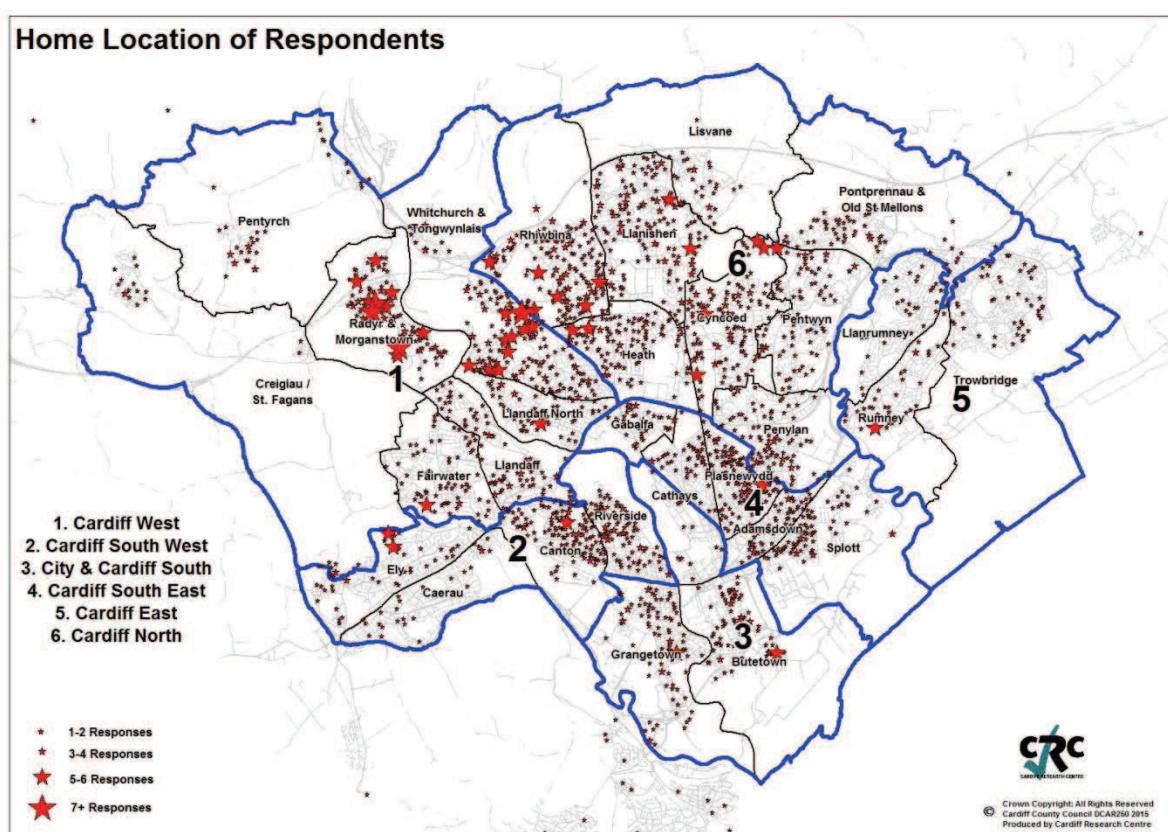 Home Location of Respondents
Lisvane
Pontprennau &
Old St Mellons
Whitchurch &
Tongwynlais
Pentyrch
Rhiwbina
Llanishen
6
Cyncoed
Pentwyn
Llanrumney
Radyr &
Morganstown
Heath
1
Creigiau /
St. Fagans
Trowbridge
5
Rumney
Llandaff North
Gabalfa
Penylan
Fairwater
Llandaff
Plasnewydd
Cathays
4
Riverside
Adamsdown
Splott
2
Canton
Ely
Caerau
3
Grangetown
Butetown
1. Cardiff West
2. Cardiff South West
3. City & Cardiff South
4. Cardiff South East
5. Cardiff East
6. Cardiff North
1-2 Responses
3-4 Responses
5-6 Responses
7+ Responses
CRC
CARDIFF RESEARCH CENTRE
© Crown Copyright: All Rights Reserved
Cardiff County Council DCAR250 2015
Produced by Cardiff Research Centre